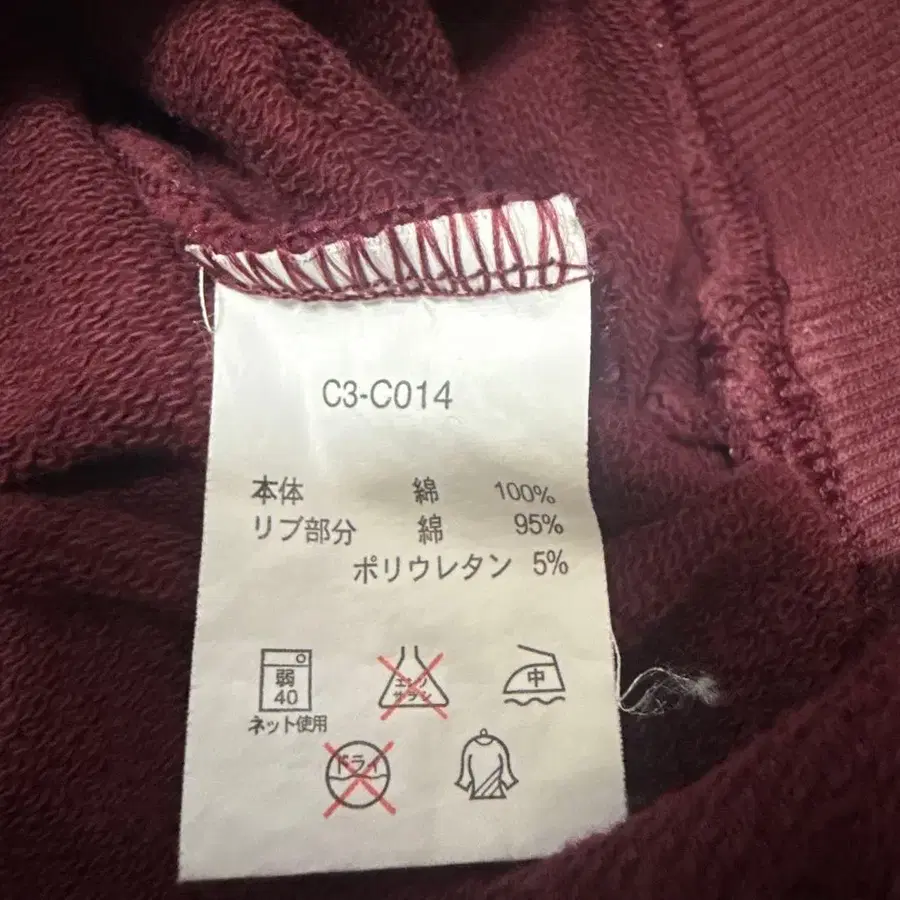 C3-C014
本体 綿 100%
リブ部分 綿 95%
ポリウレタン 5%
弱
40
ネット使用
エンソ
サラシ
中
ドライ